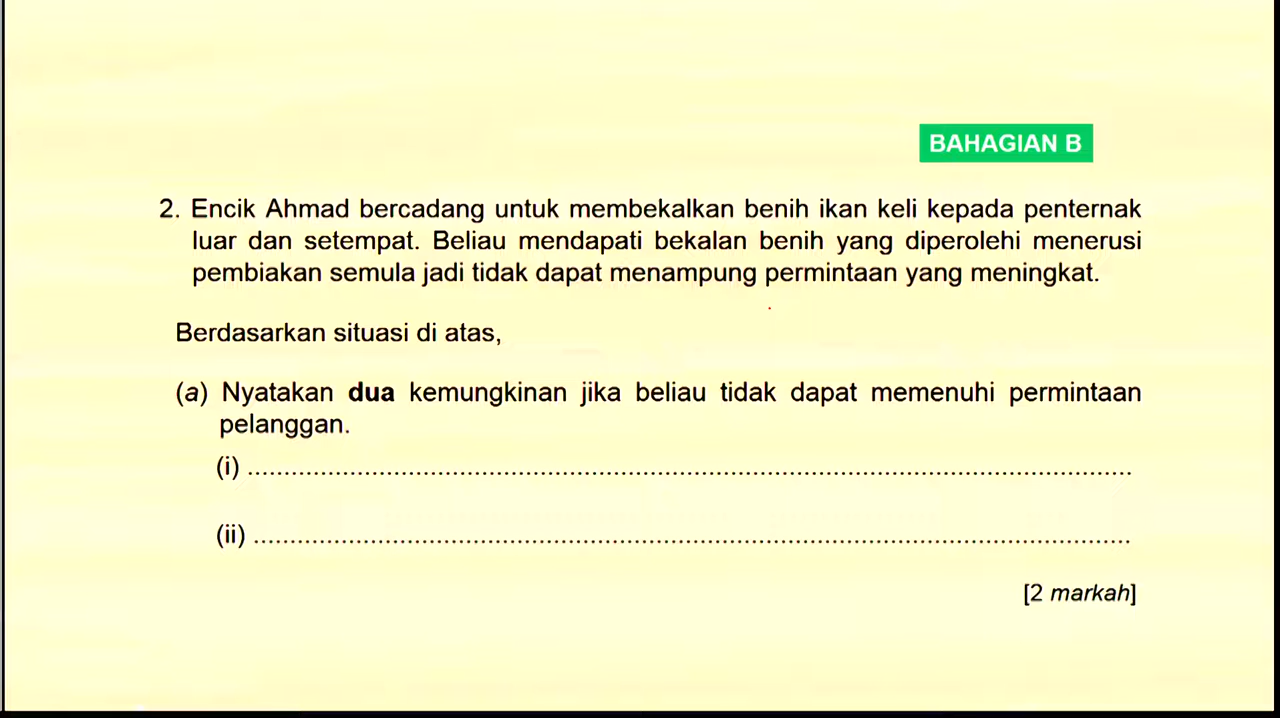 BAHAGIAN B
2. Encik Ahmad bercadang untuk membekalkan benih ikan keli kepada penternak
luar dan setempat. Beliau mendapati bekalan benih yang diperolehi menerusi
pembiakan semula jadi tidak dapat menampung permintaan yang meningkat.
Berdasarkan situasi di atas,
(a) Nyatakan dua kemungkinan jika beliau tidak dapat memenuhi permintaan
pelanggan.
(i) ........................................................................................................................
(ii) ........................................................................................................................
[2 markah]